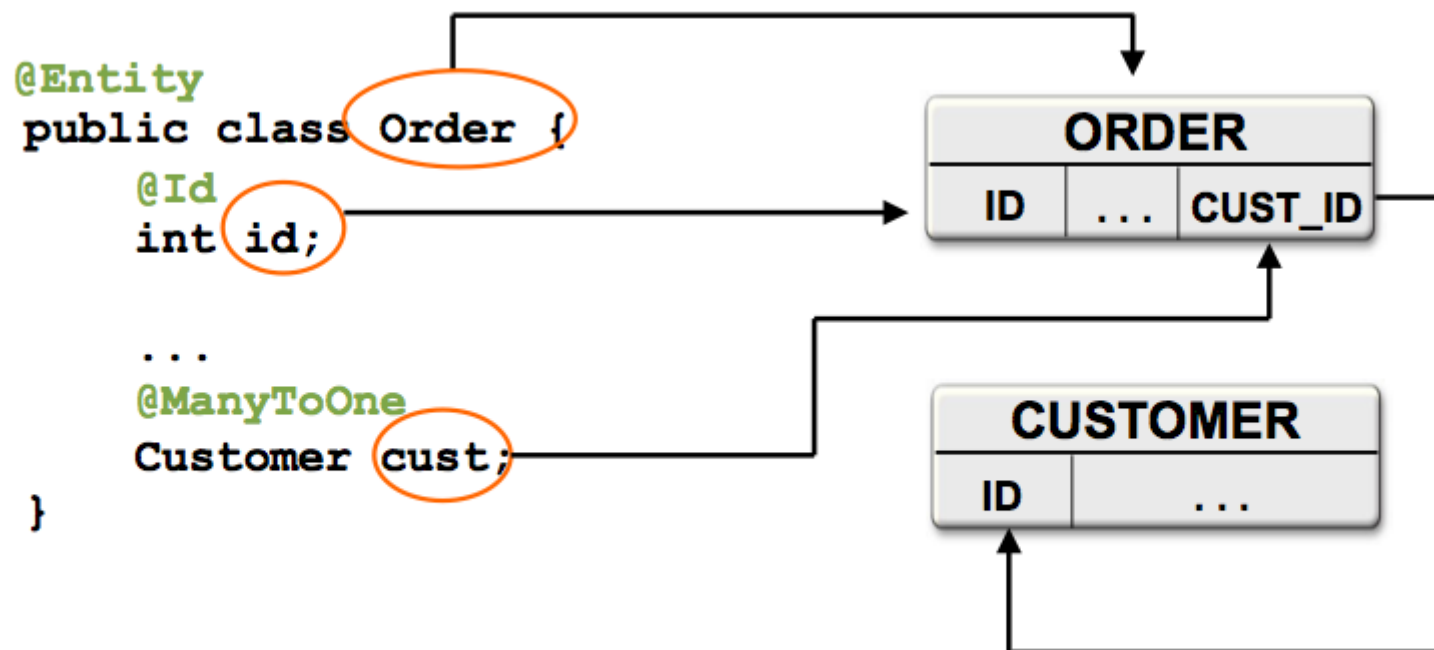 @Entity
public class Order {
@Id
int id;
...
@ManyToOne
Customer cust;
}
ORDER
ID ... CUST_ID
CUSTOMER
ID ...